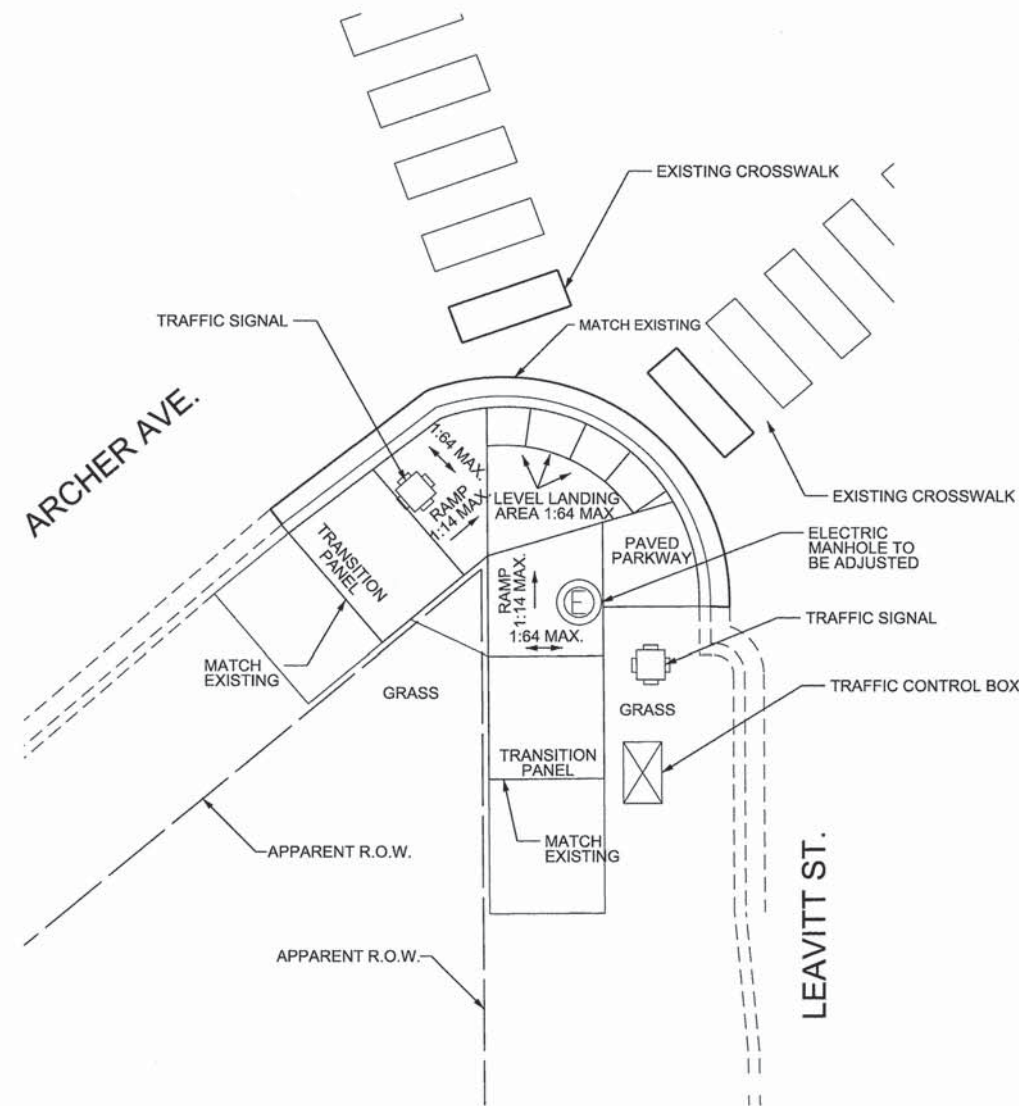 EXISTING CROSSWALK
TRAFFIC SIGNAL
MATCH EXISTING
ARCHER AVE.
1:64 MAX.
RAMP
1:14 MAX.
LEVEL LANDING
AREA 1:64 MAX
EXISTING CROSSWALK
TRANSITION
PANEL
PAVED
PARKWAY
ELECTRIC
MANHOLE TO
BE ADJUSTED
RAMP
1:14 MAX.
E
1:64 MAX.
TRAFFIC SIGNAL
MATCH
EXISTING
GRASS
GRASS
TRAFFIC CONTROL BOX
TRANSITION
PANEL
MATCH
EXISTING
APPARENT R.O.W.
LEAVITT ST.
APPARENT R.O.W.